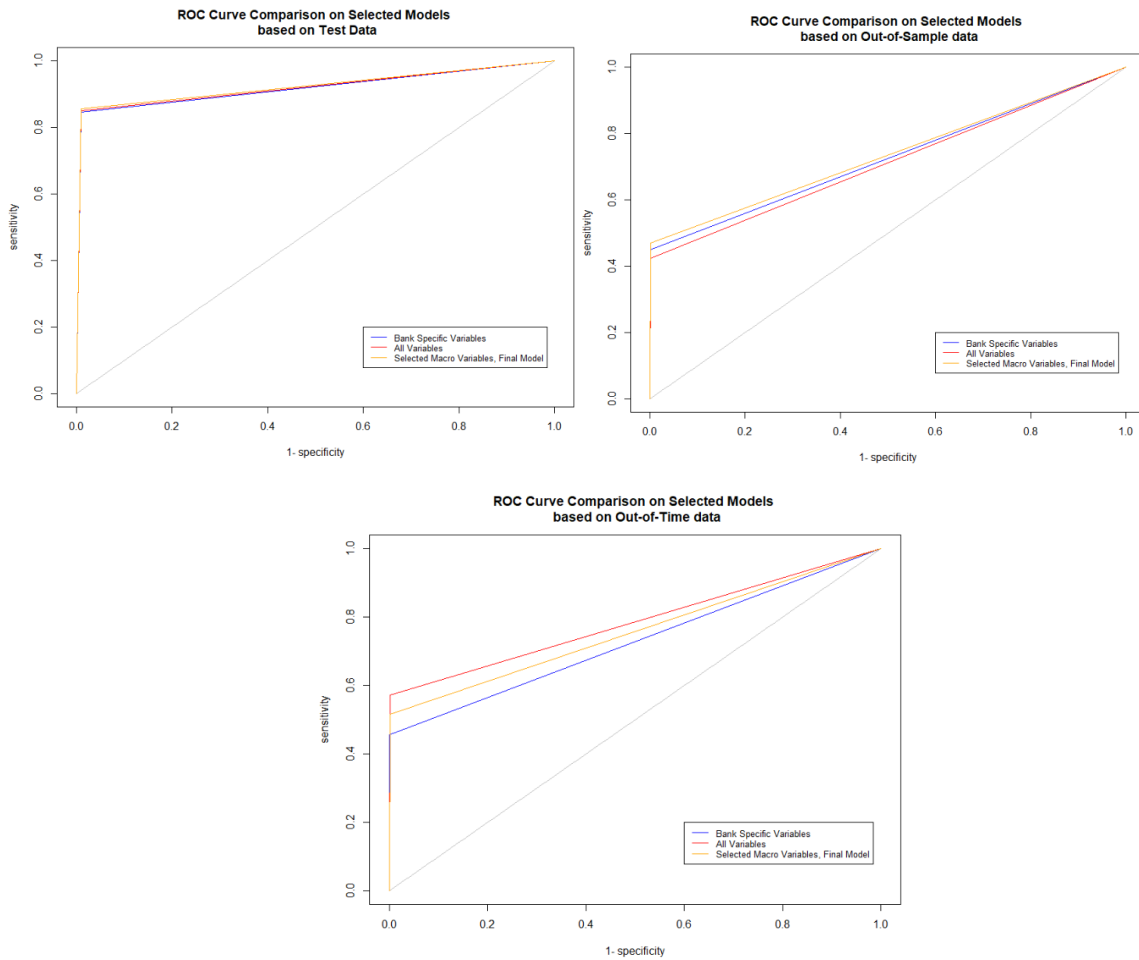 ROC Curve Comparison on Selected Models
based on Test Data
1.0
0.8
0.6
0.4
0.2
0.0
sensitivity
Bank Specific Variables
All Variables
Selected Macro Variables, Final Model
0.0 0.2 0.4 0.6 0.8 1.0
1- specificity
ROC Curve Comparison on Selected Models
based on Out-of-Sample data
1.0
0.8
0.6
0.4
0.2
0.0
sensitivity
Bank Specific Variables
All Variables
Selected Macro Variables, Final Model
0.0 0.2 0.4 0.6 0.8 1.0
1- specificity
ROC Curve Comparison on Selected Models
based on Out-of-Time data
1.0
0.8
0.6
0.4
0.2
0.0
sensitivity
Bank Specific Variables
All Variables
Selected Macro Variables, Final Model
0.0 0.2 0.4 0.6 0.8 1.0
1- specificity